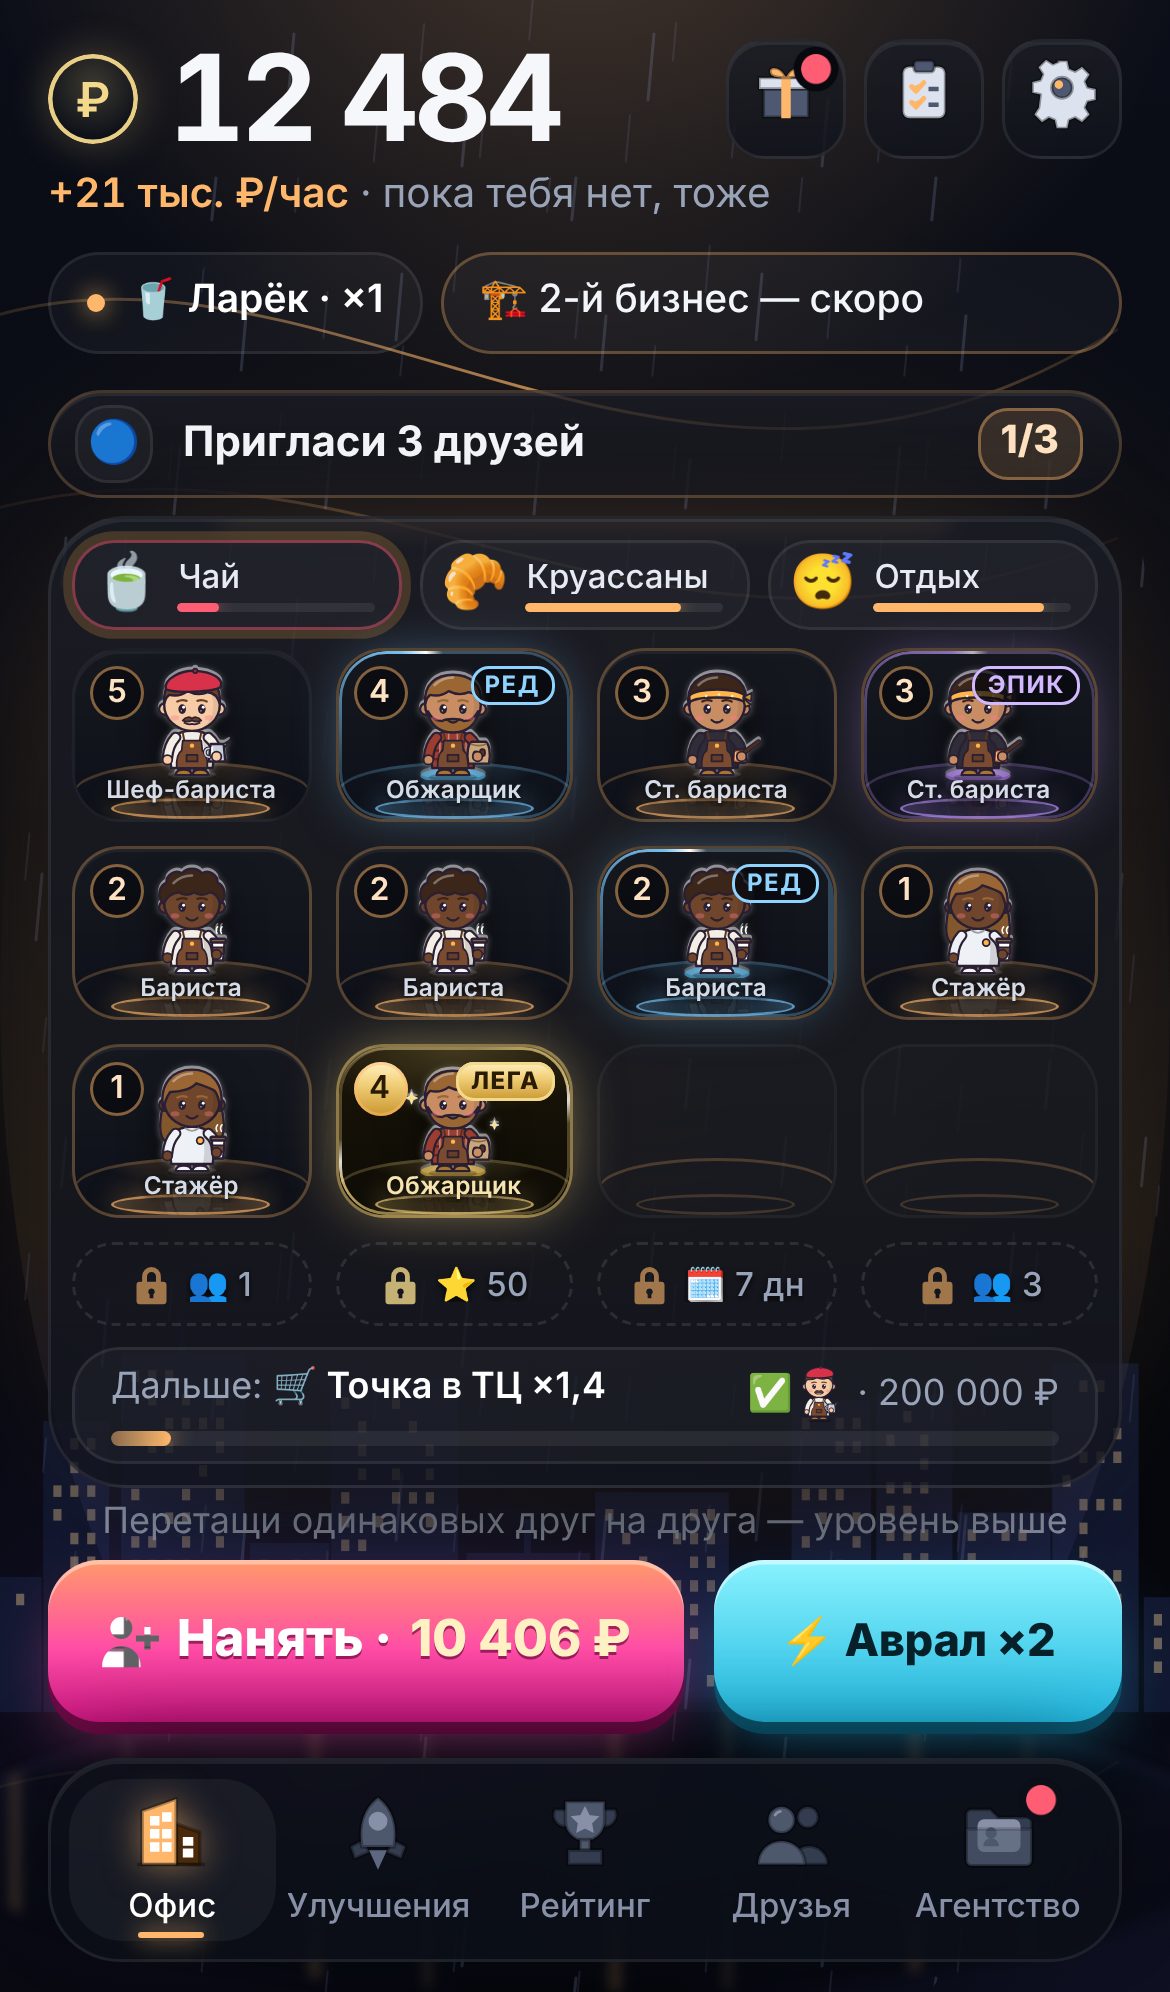 ₽ 12 484
+21 тыс. ₽/час · пока тебя нет, тоже
Ларёк · ×1
2-й бизнес — скоро
Пригласи 3 друзей
1/3
Чай
Круассаны
Отдых
5
Шеф-бариста
4
РЕД
Обжарщик
3
Ст. бариста
3
ЭПИК
Ст. бариста
2
Бариста
2
Бариста
2
РЕД
Бариста
1
Стажёр
1
Стажёр
4
ЛЕГА
Обжарщик
1
50
7 дн
3
Дальше: 🛒 Точка в ТЦ ×1,4
· 200 000 ₽
Перетащи одинаковых друг на друга — уровень выше
Нанять · 10 406 ₽
Аврал ×2
Офис
Улучшения
Рейтинг
Друзья
Агентство